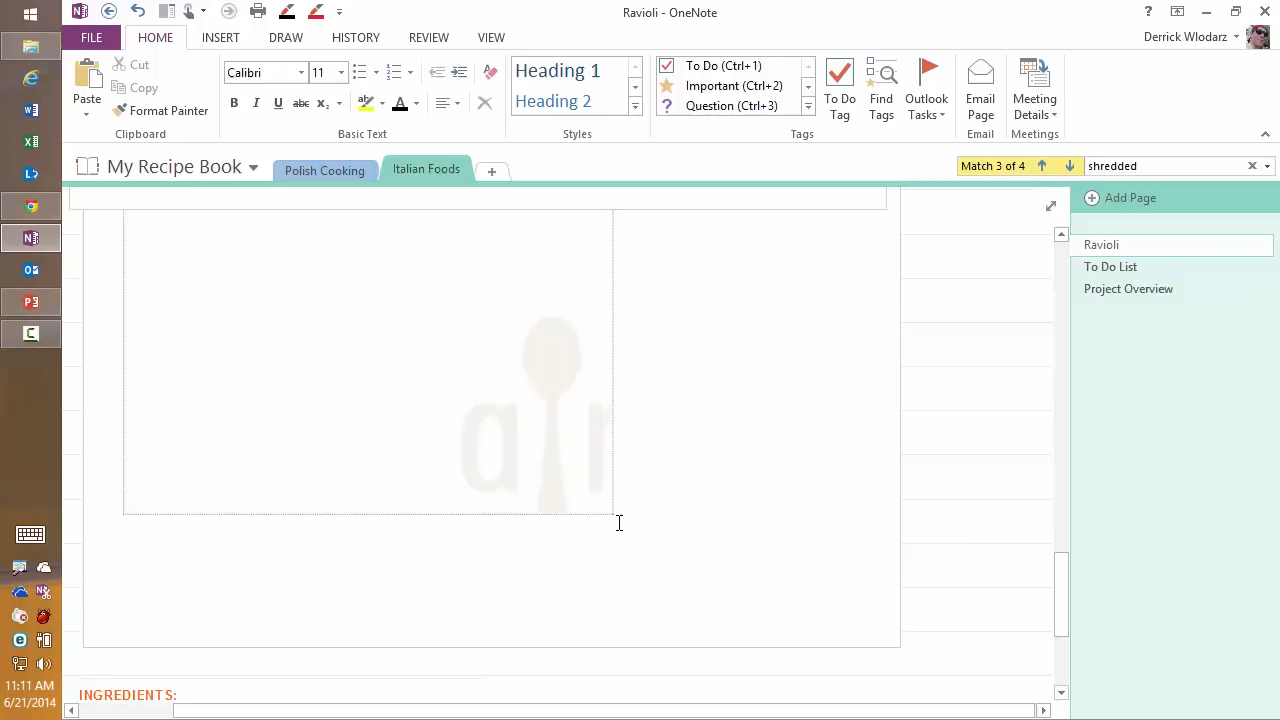 Ravioli - OneNote
FILE HOME INSERT DRAW HISTORY REVIEW VIEW
Derrick Wlodarz
Paste
Cut
Copy
Format Painter
Clipboard
Calibri 11
B I U abc X₂ A
Basic Text
Heading 1
Heading 2
Styles
To Do (Ctrl+1)
Important (Ctrl+2)
Question (Ctrl+3)
Tags
To Do
Tag
Find
Tags
Outlook
Tasks
Email
Page
Email
Meeting
Details
Meetings
My Recipe Book
Polish Cooking
Italian Foods
Match 3 of 4
shredded
Add Page
Ravioli
To Do List
Project Overview
a
INGREDIENTS:
11:11 AM
6/21/2014